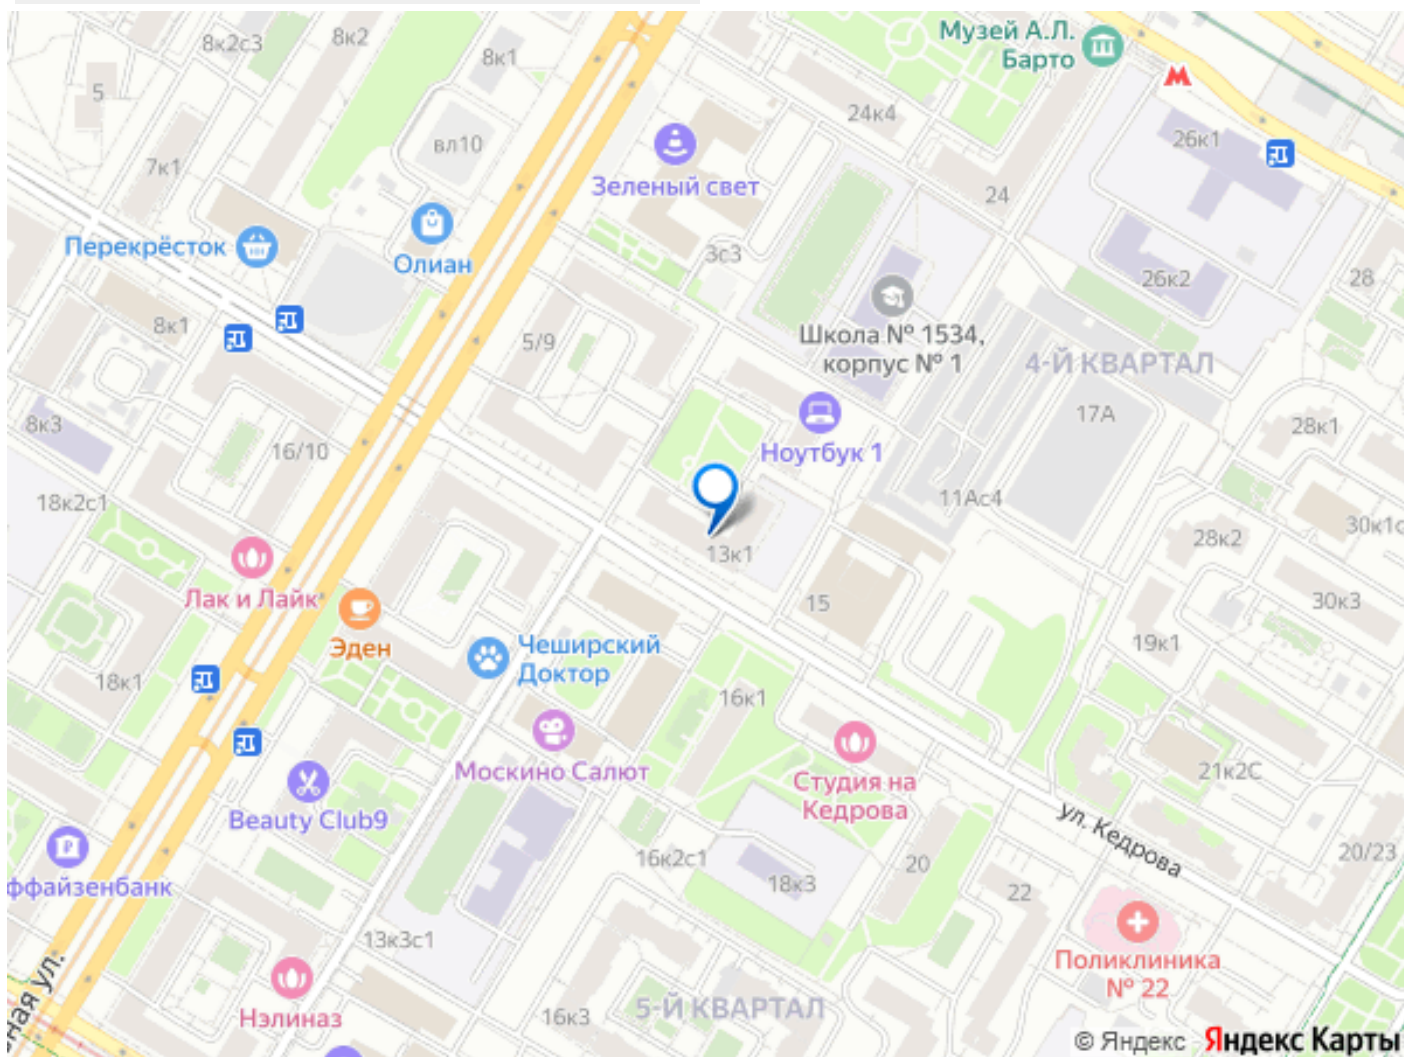 8к2с3
8к2
8к1
5
вл10
7к1
Музей А.Л.
Барто
24к4
26к1
Зеленый свет
24
Перекрёсток
Олиан
3с3
26к2
28
8к1
5/9
Школа № 1534,
корпус № 1
4-Й КВАРТАЛ
17А
8к3
16/10
Ноутбук 1
28к1
18к2с1
11Ас4
30к1с
28к2
13к1
Лак и Лайк
15
30к3
Эден
Чеширский
Доктор
19к1
18к1
16к1
Москино Салют
Студия на
Кедрова
21к2С
Beauty Club9
ул. Кедрова
16к2с1
20
20/23
ффайзенбанк
18к3
22
13к3с1
Поликлиника
№ 22
ная ул.
Нэлиназ
16к3
5-Й КВАРТАЛ
© Яндекс Яндекс Карты